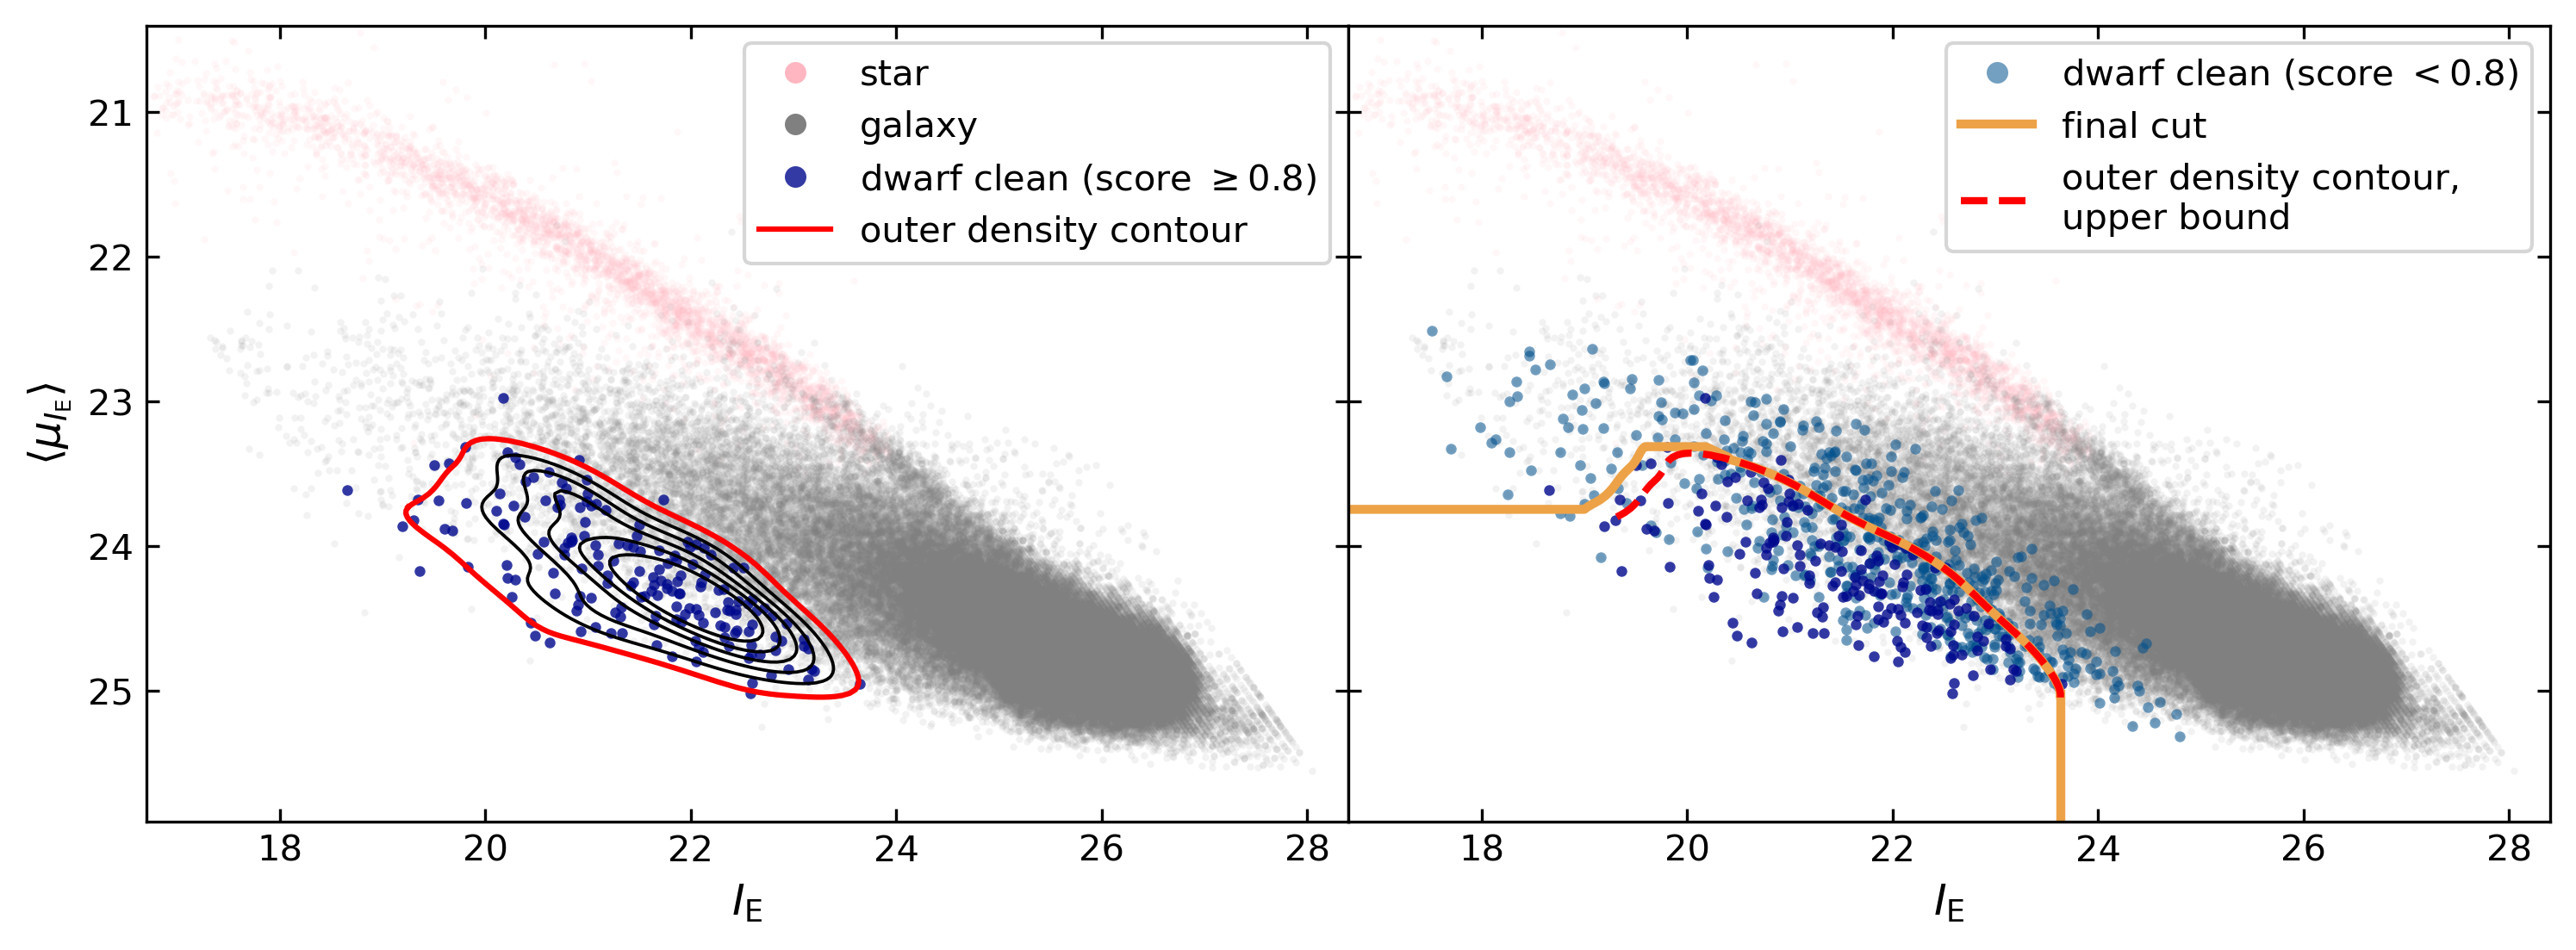 star
galaxy
dwarf clean (score ≥0.8)
outer density contour
dwarf clean (score <0.8)
final cut
outer density contour,
upper bound
21
22
23
24
25
⟨μ_{I_E}⟩
18 20 22 24 26 28
18 20 22 24 26 28
I_E
I_E